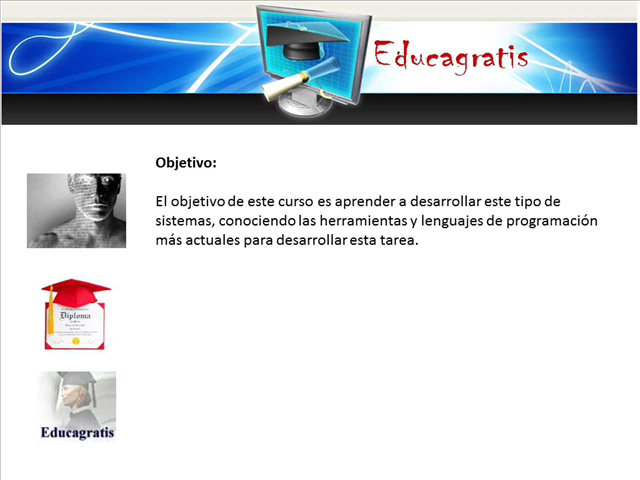 Educagratis
Objetivo:
El objetivo de este curso es aprender a desarrollar este tipo de
sistemas, conociendo las herramientas y lenguajes de programación
más actuales para desarrollar esta tarea.
Diploma
Educagratis